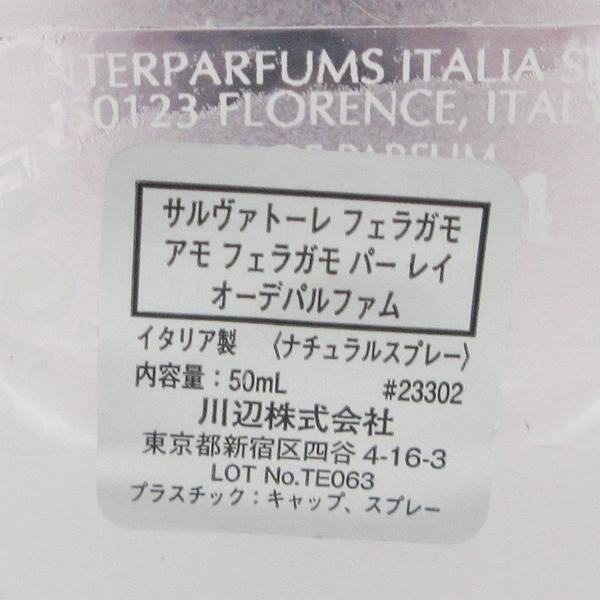 INTERPARFUMS ITALIA
50123 FLORENCE, ITALY
PARFUM
サルヴァトーレ フェラガモ
アモ フェラガモ パー レイ
オーデパルファム
イタリア製 〈ナチュラルスプレー〉
内容量：50mL #23302
川辺株式会社
東京都新宿区四谷 4-16-3
LOT No.TE063
プラスチック：キャップ、スプレー